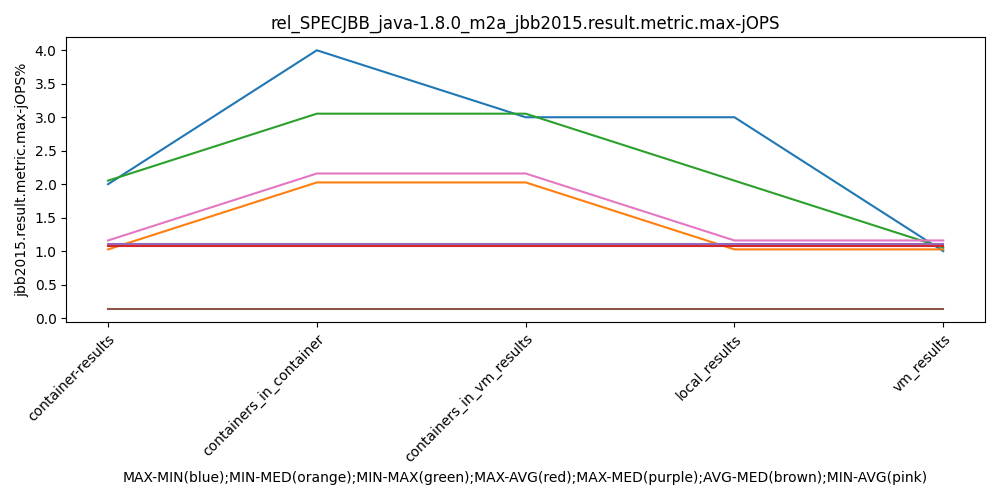 rel_SPECJBB_java-1.8.0_m2a_jbb2015.result.metric.max-jOPS
jbb2015.result.metric.max-jOPS%
4.0
3.5
3.0
2.5
2.0
1.5
1.0
0.5
0.0
container-results
containers_in_container
containers_in_vm_results
local_results
vm_results
MAX-MIN(blue);MIN-MED(orange);MIN-MAX(green);MAX-AVG(red);MAX-MED(purple);AVG-MED(brown);MIN-AVG(pink)